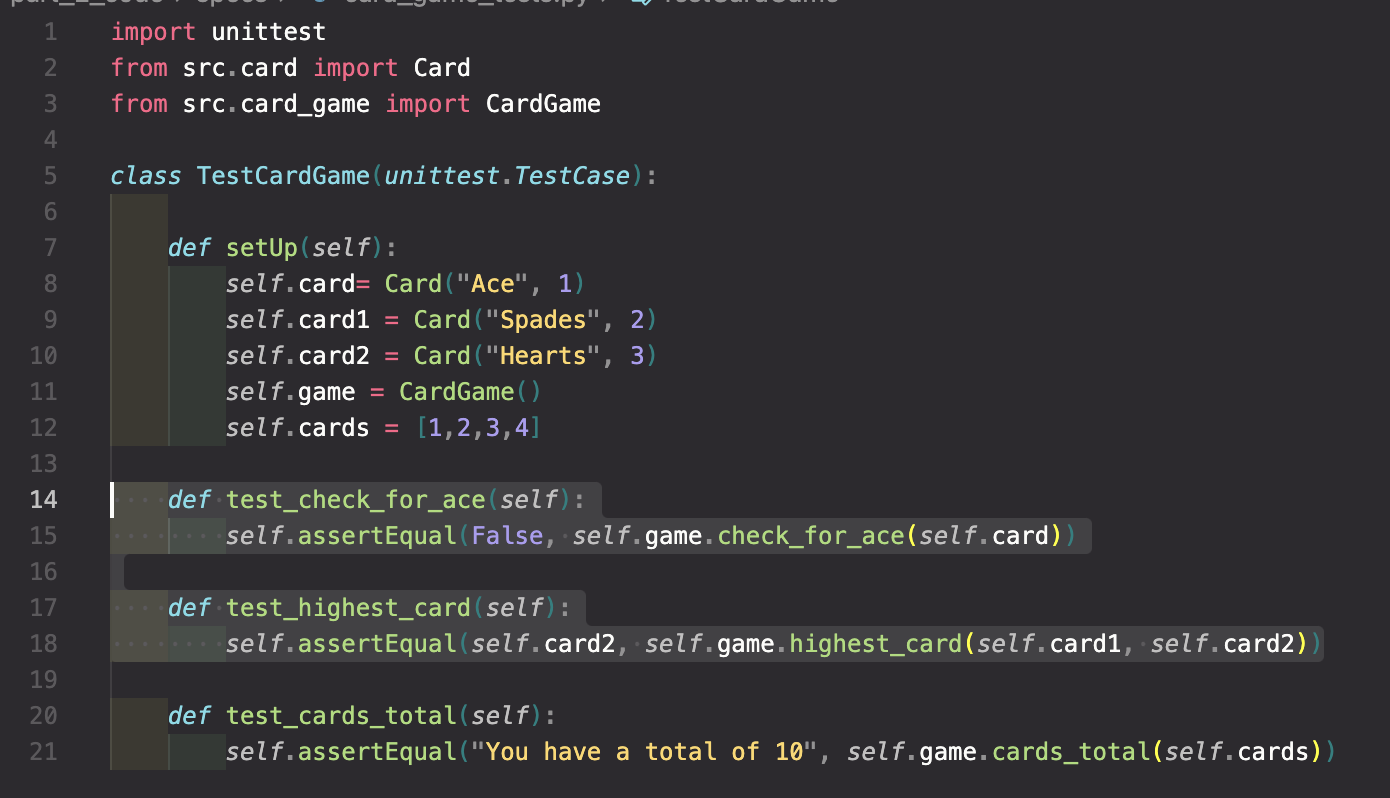 1 import unittest
2 from src.card import Card
3 from src.card_game import CardGame
4
5 class TestCardGame(unittest.TestCase):
6
7     def setUp(self):
8         self.card= Card("Ace", 1)
9         self.card1 = Card("Spades", 2)
10         self.card2 = Card("Hearts", 3)
11         self.game = CardGame()
12         self.cards = [1,2,3,4]
13
14     def test_check_for_ace(self):
15         self.assertEqual(False, self.game.check_for_ace(self.card))
16
17     def test_highest_card(self):
18         self.assertEqual(self.card2, self.game.highest_card(self.card1, self.card2))
19
20     def test_cards_total(self):
21         self.assertEqual("You have a total of 10", self.game.cards_total(self.cards))